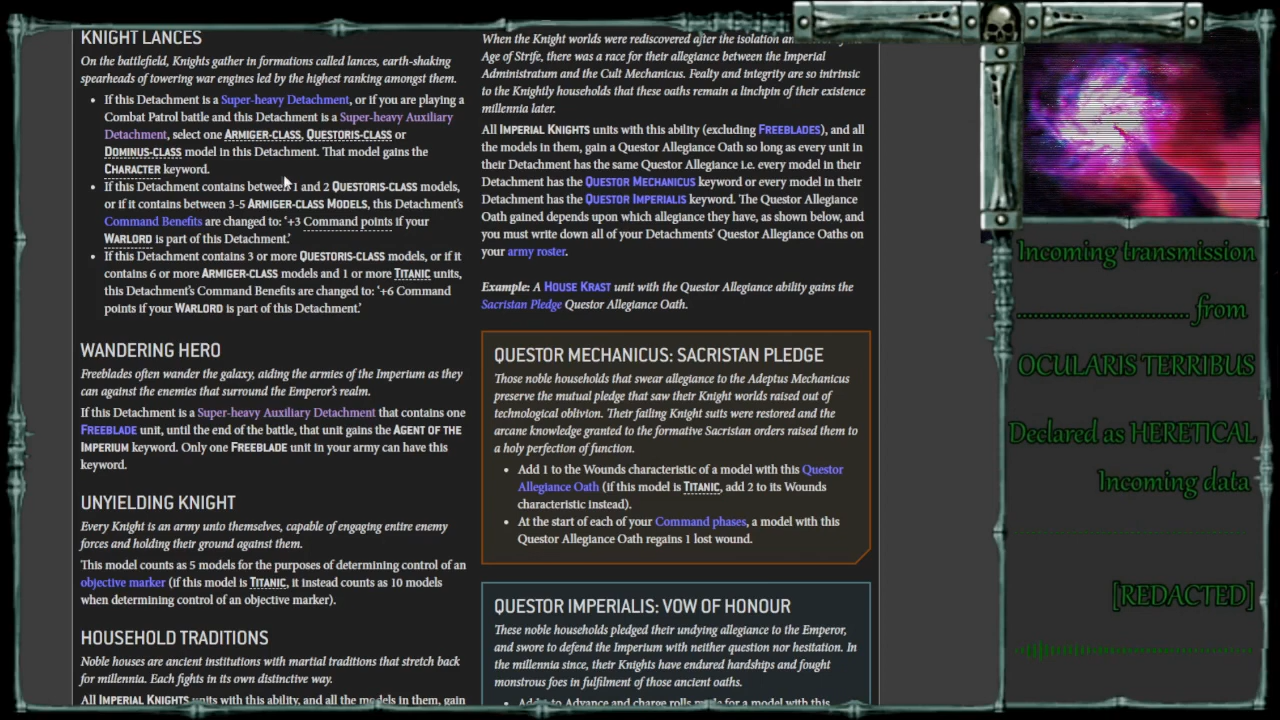 KNIGHT LANCES
On the battlefield, Knights gather in formations called lances, earth-shaking
spearheads of towering war engines led by the highest ranking amongst them.
• If this Detachment is a Super-heavy Detachment, or if you are playing a
Combat Patrol battle and this Detachment is a Super-heavy Auxiliary
Detachment, select one ARMIGER-CLASS, QUESTORIS-CLASS or
DOMINUS-CLASS model in this Detachment. That model gains the
CHARACTER keyword.
• If this Detachment contains between 1 and 2 QUESTORIS-CLASS models,
or if it contains between 3-5 ARMIGER-CLASS MODELS, this Detachment's
Command Benefits are changed to: '+3 Command points if your
WARLORD is part of this Detachment.'
• If this Detachment contains 3 or more QUESTORIS-CLASS models, or if it
contains 6 or more ARMIGER-CLASS models and 1 or more TITANIC units,
this Detachment's Command Benefits are changed to: '+6 Command
points if your WARLORD is part of this Detachment.'
WANDERING HERO
Freeblades often wander the galaxy, aiding the armies of the Imperium as they
can against the enemies that surround the Emperor's realm.
If this Detachment is a Super-heavy Auxiliary Detachment that contains one
FREEBLADE unit, until the end of the battle, that unit gains the AGENT OF THE
IMPERIUM keyword. Only one FREEBLADE unit in your army can have this
keyword.
UNYIELDING KNIGHT
Every Knight is an army unto themselves, capable of engaging entire enemy
forces and holding their ground against them.
This model counts as 5 models for the purposes of determining control of an
objective marker (if this model is TITANIC, it instead counts as 10 models
when determining control of an objective marker).
HOUSEHOLD TRADITIONS
Noble houses are ancient institutions with martial traditions that stretch back
for millennia. Each fights in its own distinctive way.
All IMPERIAL KNIGHTS units with this ability, and all the models in them, gain
When the Knight worlds were rediscovered after the isolation
Age of Strife, there was a race for their allegiance between the Imperial
Administratum and the Cult Mechanicus. Fealty and integrity are so intrinsic
to the Knightly households that these oaths remain a linchpin of their existence
millennia later.
All IMPERIAL KNIGHTS units with this ability (excluding FREEBLADES), and all
the models in them, gain a Questor Allegiance Oath so long as every unit in
their Detachment has the same Questor Allegiance i.e. every model in their
Detachment has the QUESTOR MECHANICUS keyword or every model in their
Detachment has the QUESTOR IMPERIALIS keyword. The Questor Allegiance
Oath gained depends upon which allegiance they have, as shown below, and
you must write down all of your Detachments' Questor Allegiance Oaths on
your army roster.
Example: A HOUSE KRAST unit with the Questor Allegiance ability gains the
Sacristan Pledge Questor Allegiance Oath.
QUESTOR MECHANICUS: SACRISTAN PLEDGE
Those noble households that swear allegiance to the Adeptus Mechanicus
preserve the mutual pledge that saw their Knight worlds raised out of
technological oblivion. Their failing Knight suits were restored and the
arcane knowledge granted to the formative Sacristan orders raised them to
a holy perfection of function.
• Add 1 to the Wounds characteristic of a model with this Questor
Allegiance Oath (if this model is TITANIC, add 2 to its Wounds
characteristic instead).
• At the start of each of your Command phases, a model with this
Questor Allegiance Oath regains 1 lost wound.
QUESTOR IMPERIALIS: VOW OF HONOUR
These noble households pledged their undying allegiance to the Emperor,
and swore to defend the Imperium with neither question nor hesitation. In
the millennia since, their Knights have endured hardships and fought
monstrous foes in fulfilment of those ancient oaths.
to Advance and charge rolls made for a model with this
Incoming transmission
................................ from
OCULARIS TERRIBUS
Declared as HERETICAL
Incoming data
[REDACTED]